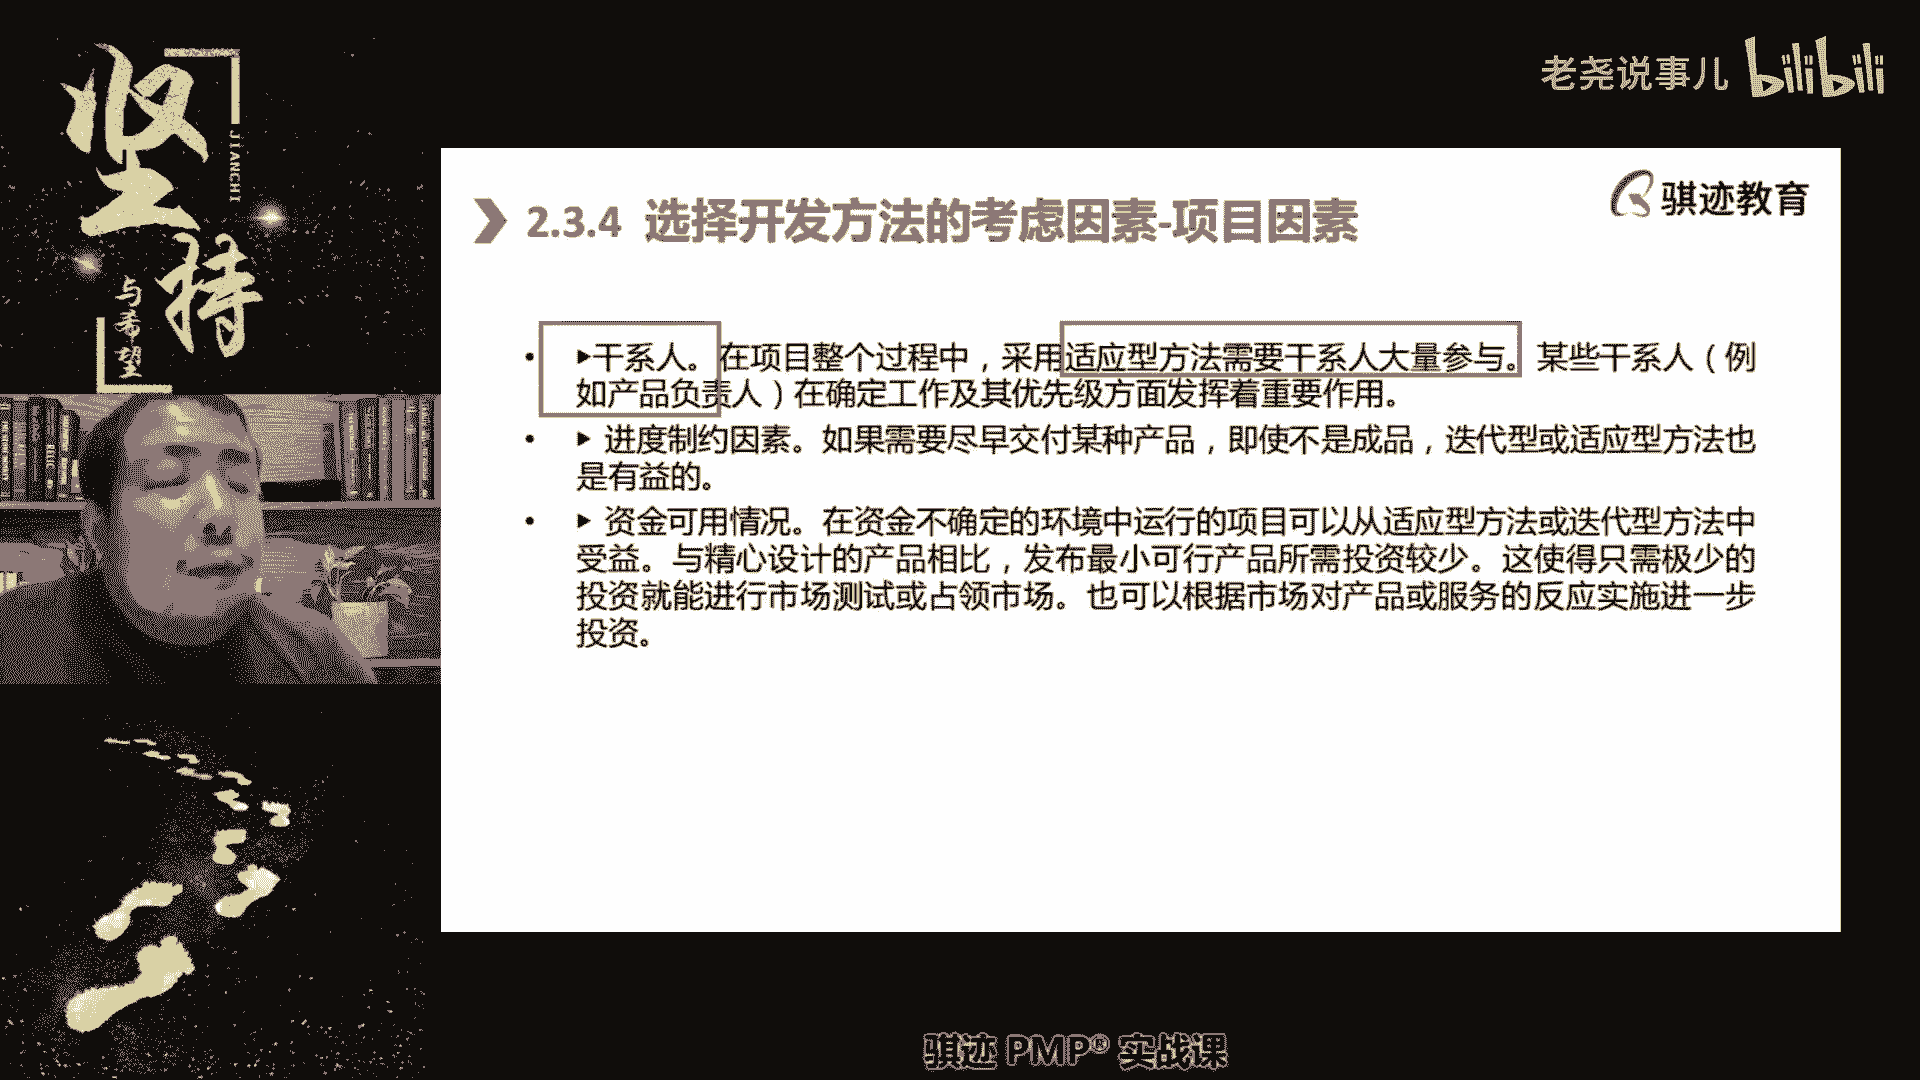 坚持
JIANCHI
与希望
老尧说事儿 bilibili
骐迹教育
2.3.4 选择开发方法的考虑因素-项目因素
• ▶干系人。在项目整个过程中，采用适应型方法需要干系人大量参与。某些干系人（例
如产品负责人）在确定工作及其优先级方面发挥着重要作用。
• ▶ 进度制约因素。如果需要尽早交付某种产品，即使不是成品，迭代型或适应型方法也
是有益的。
• ▶ 资金可用情况。在资金不确定的环境中运行的项目可以从适应型方法或迭代型方法中
受益。与精心设计的产品相比，发布最小可行产品所需投资较少。这使得只需极少的
投资就能进行市场测试或占领市场。也可以根据市场对产品或服务的反应实施进一步
投资。
骐迹 PMP® 实战课